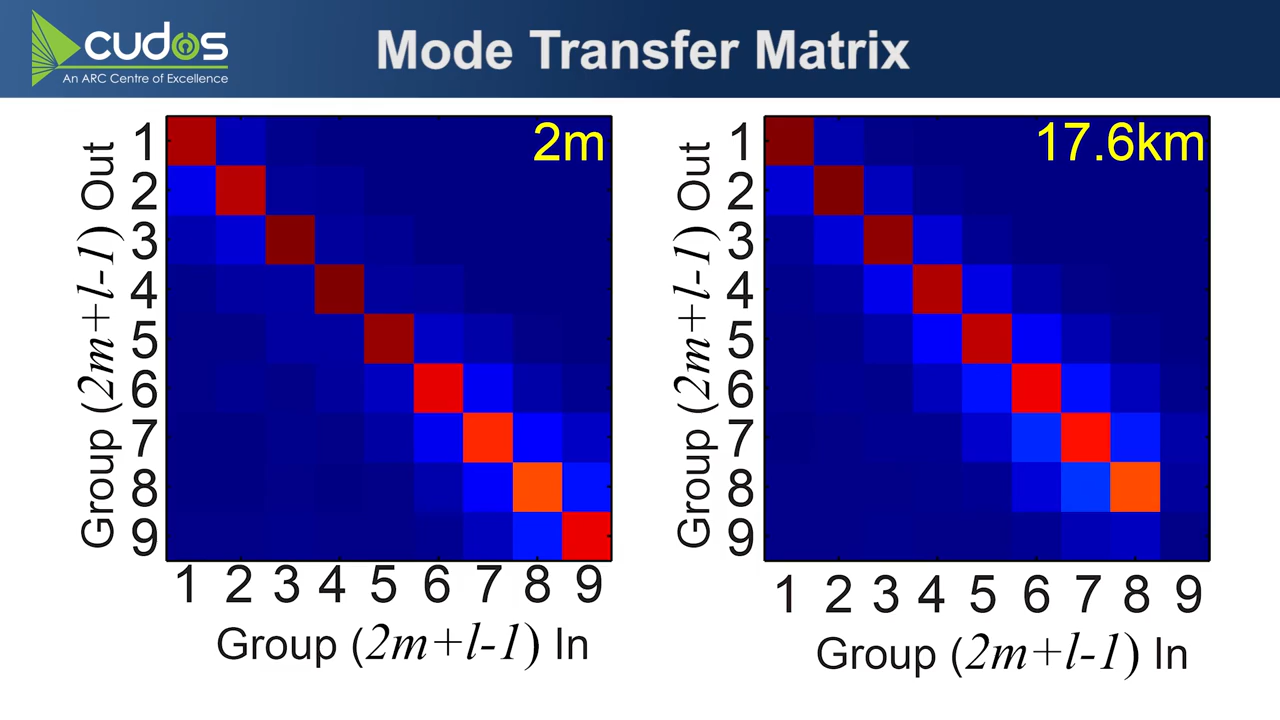 cudos
An ARC Centre of Excellence
Mode Transfer Matrix
2m
Group (2m+l-1) Out
1
2
3
4
5
6
7
8
9
1 2 3 4 5 6 7 8 9
Group (2m+l-1) In
17.6km
Group (2m+l-1) Out
1
2
3
4
5
6
7
8
9
1 2 3 4 5 6 7 8 9
Group (2m+l-1) In